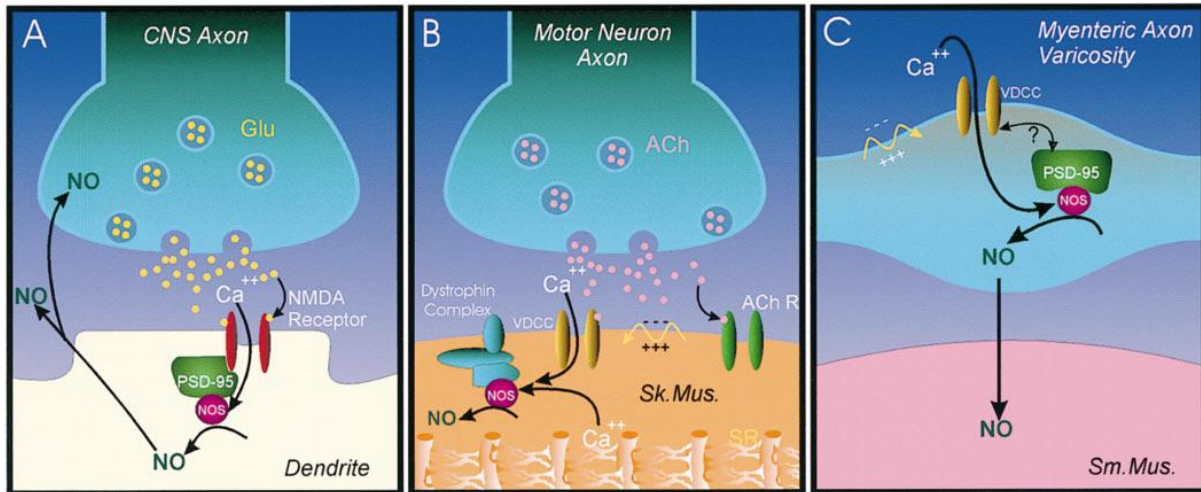 A
CNS Axon
Glu
NO
NO
Ca++
NMDA
Receptor
PSD-95
NOS
NO
Dendrite
B
Motor Neuron
Axon
ACh
Ca++
Dystrophin
Complex
VDCC
ACh R
---
+++
NOS
Sk.Mus.
NO
Ca++
SR
C
Myenteric Axon
Varicosity
Ca++
VDCC
---
+++
?
PSD-95
NOS
NO
NO
Sm.Mus.